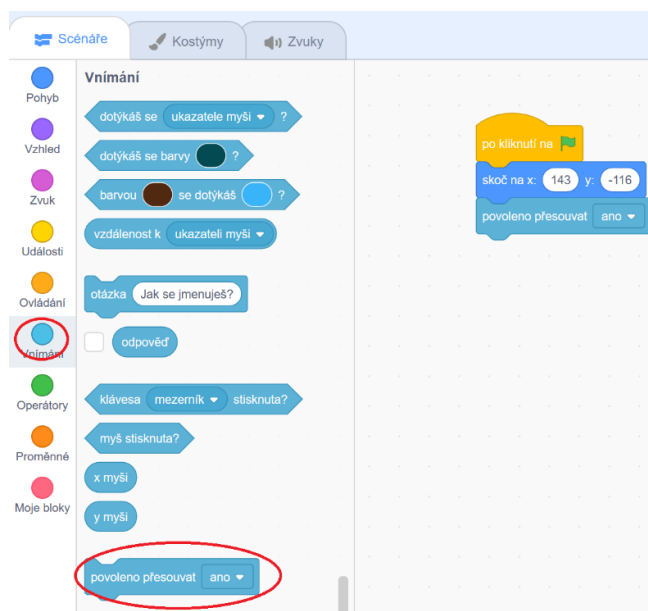 Scénáře
Kostýmy
Zvuky
Pohyb
Vzhled
Zvuk
Události
Ovládání
Vnímání
Operátory
Proměnné
Moje bloky
Vnímání
dotýkáš se ukazatele myši ?
dotýkáš se barvy ?
barvou se dotýkáš ?
vzdálenost k ukazateli myši
otázka Jak se jmenuješ?
odpověď
klávesa mezerník stisknuta?
myš stisknuta?
x myši
y myši
povoleno přesouvat ano
po kliknutí na
skoč na x: 143 y: -116
povoleno přesouvat ano